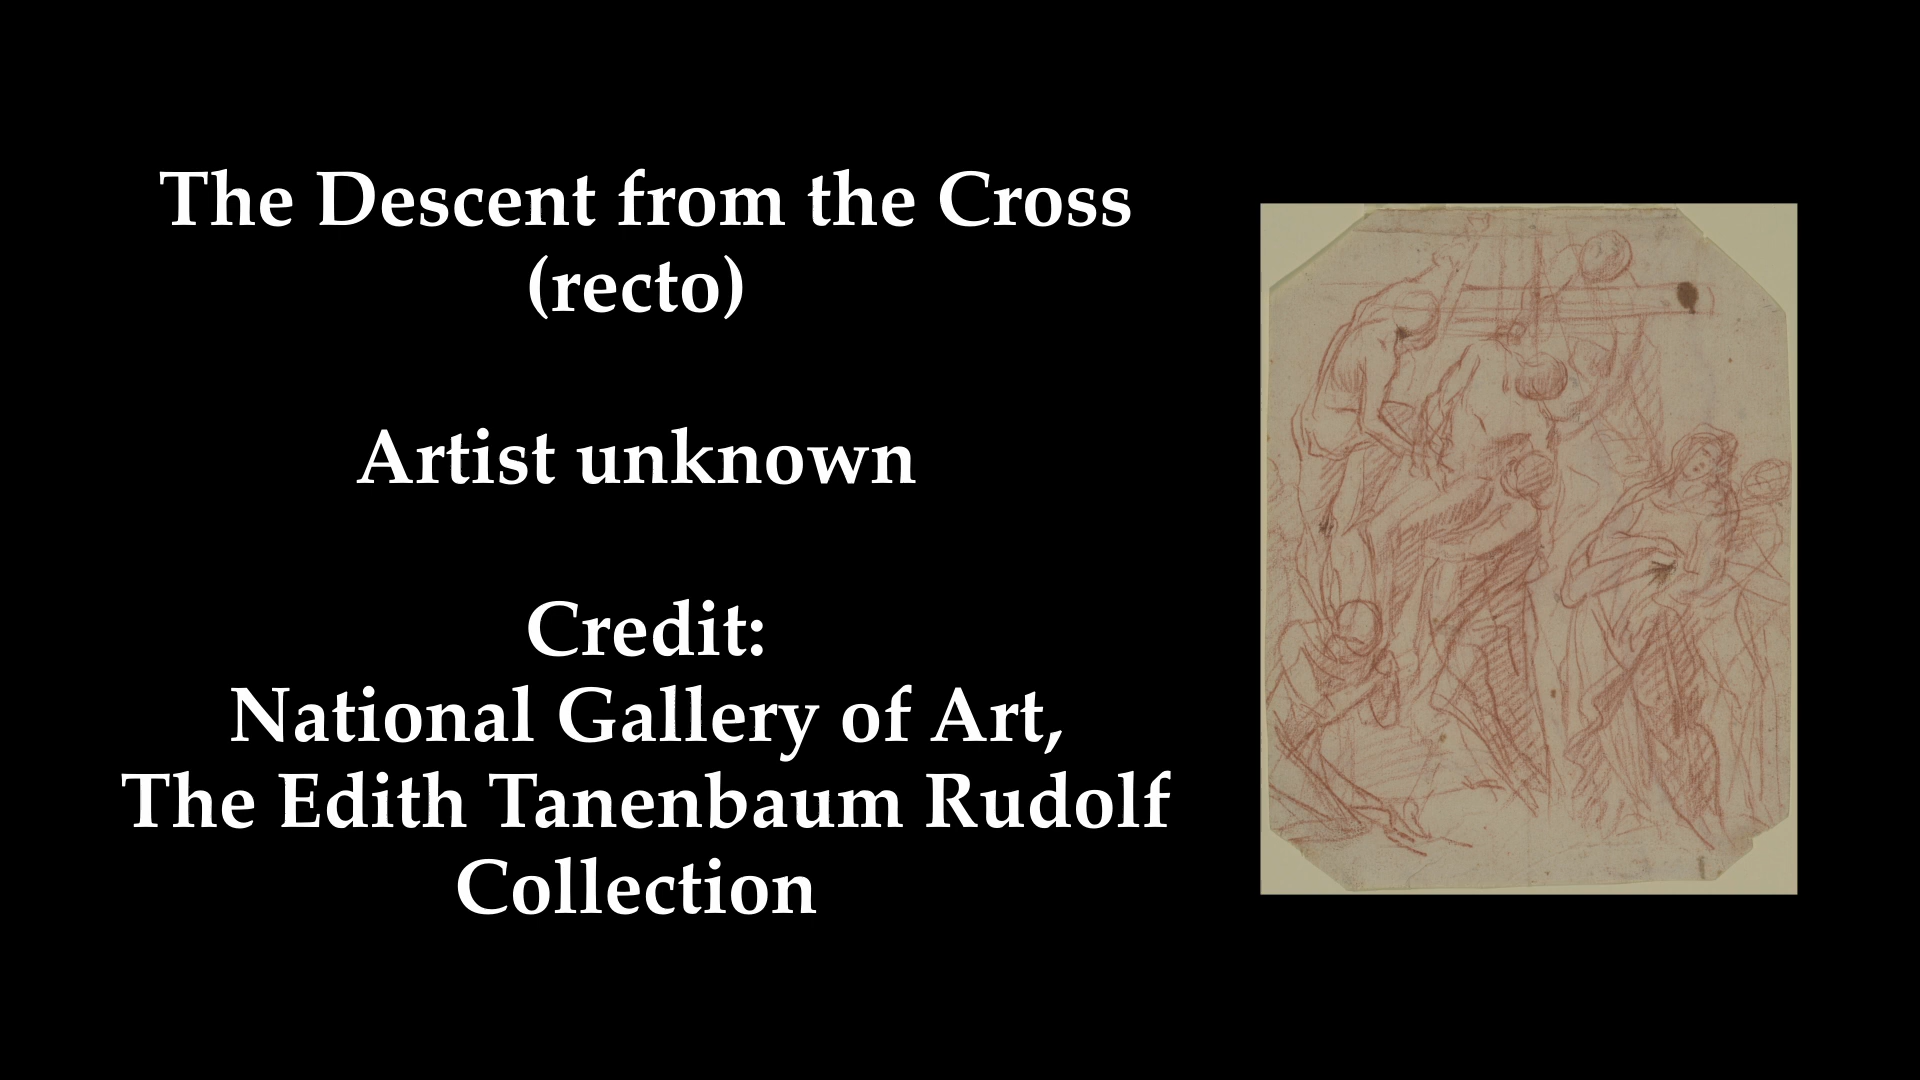 The Descent from the Cross
(recto)
Artist unknown
Credit:
National Gallery of Art,
The Edith Tanenbaum Rudolf
Collection